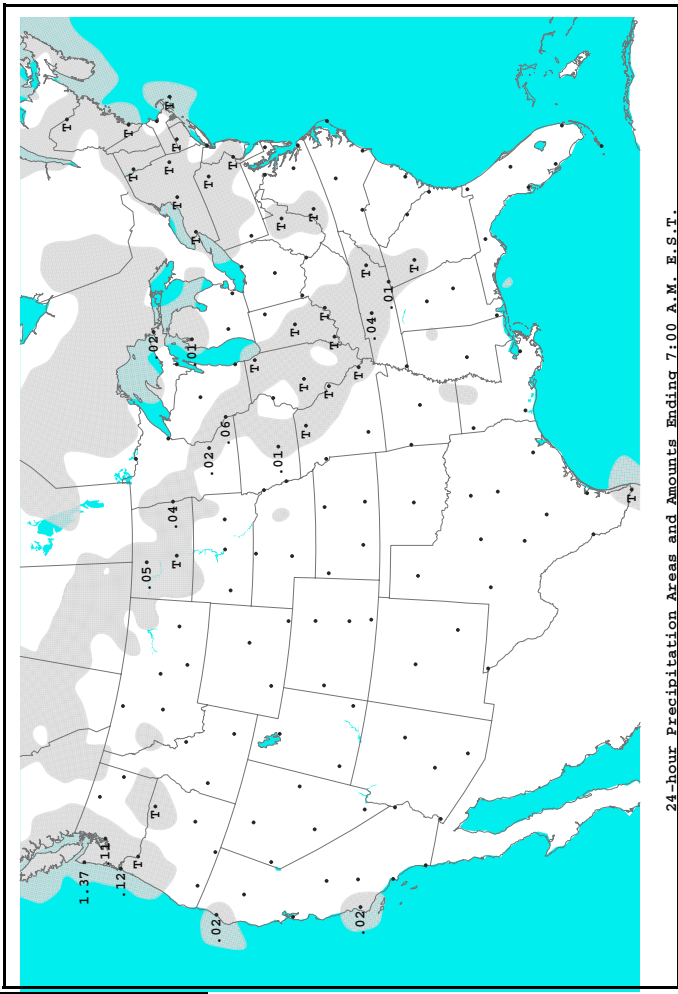 T
1.37
.11
.12
T
T
T
.05
.02
T
T
T
.04
T
T
T
.01
T
.02
T
.02
.06
T
T
.01
T
T
T
T
T
T
T
T
T
.02
T
.04
.01
T
T
24-hour Precipitation Areas and Amounts Ending 7:00 A.M. E.S.T.